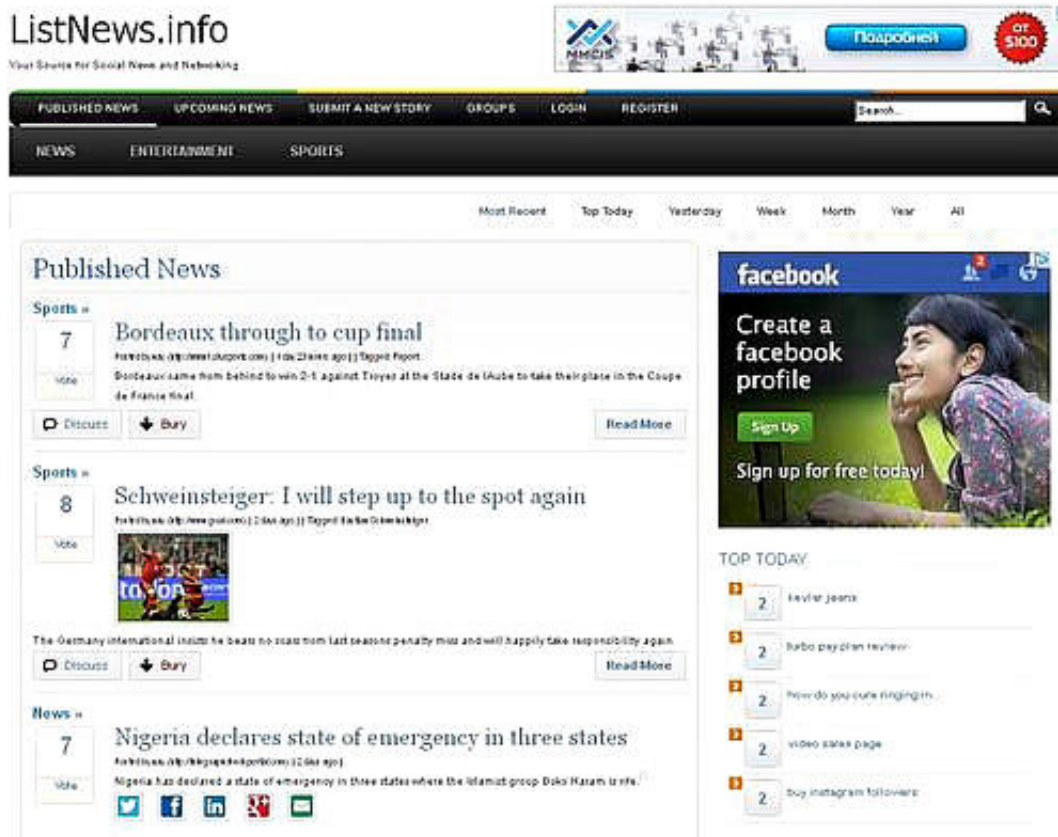 ListNews.info
Your Source for Social News and Networking
MMCIS
Подробней
ОТ
$100
PUBLISHED NEWS UPCOMING NEWS SUBMIT A NEW STORY GROUPS LOGIN REGISTER
Search..
NEWS ENTERTAINMENT SPORTS
Most Recent Top Today Yesterday Week Month Year All
Published News
Sports »
7
Vote
Bordeaux through to cup final
Bordeaux came from behind to win 2-1 against Troyes at the Stade de lAube to take their place in the Coupe
de France final.
Discuss
Bury
Read More
Sports »
8
Vote
Schweinsteiger: I will step up to the spot again
The Germany international insists he bears no scars from last seasons penalty miss and will happily take responsibility again.
Discuss
Bury
Read More
News »
7
Vote
Nigeria declares state of emergency in three states
Nigeria has declared a state of emergency in three states where the Islamist group Boko Haram is rife.
facebook
2
Create a
facebook
profile
Sign Up
Sign up for free today!
TOP TODAY
2 kevlar jeans
2 turbo pay plan review
2 how do you cure ringing in...
2 video sales page
2 buy instagram followers